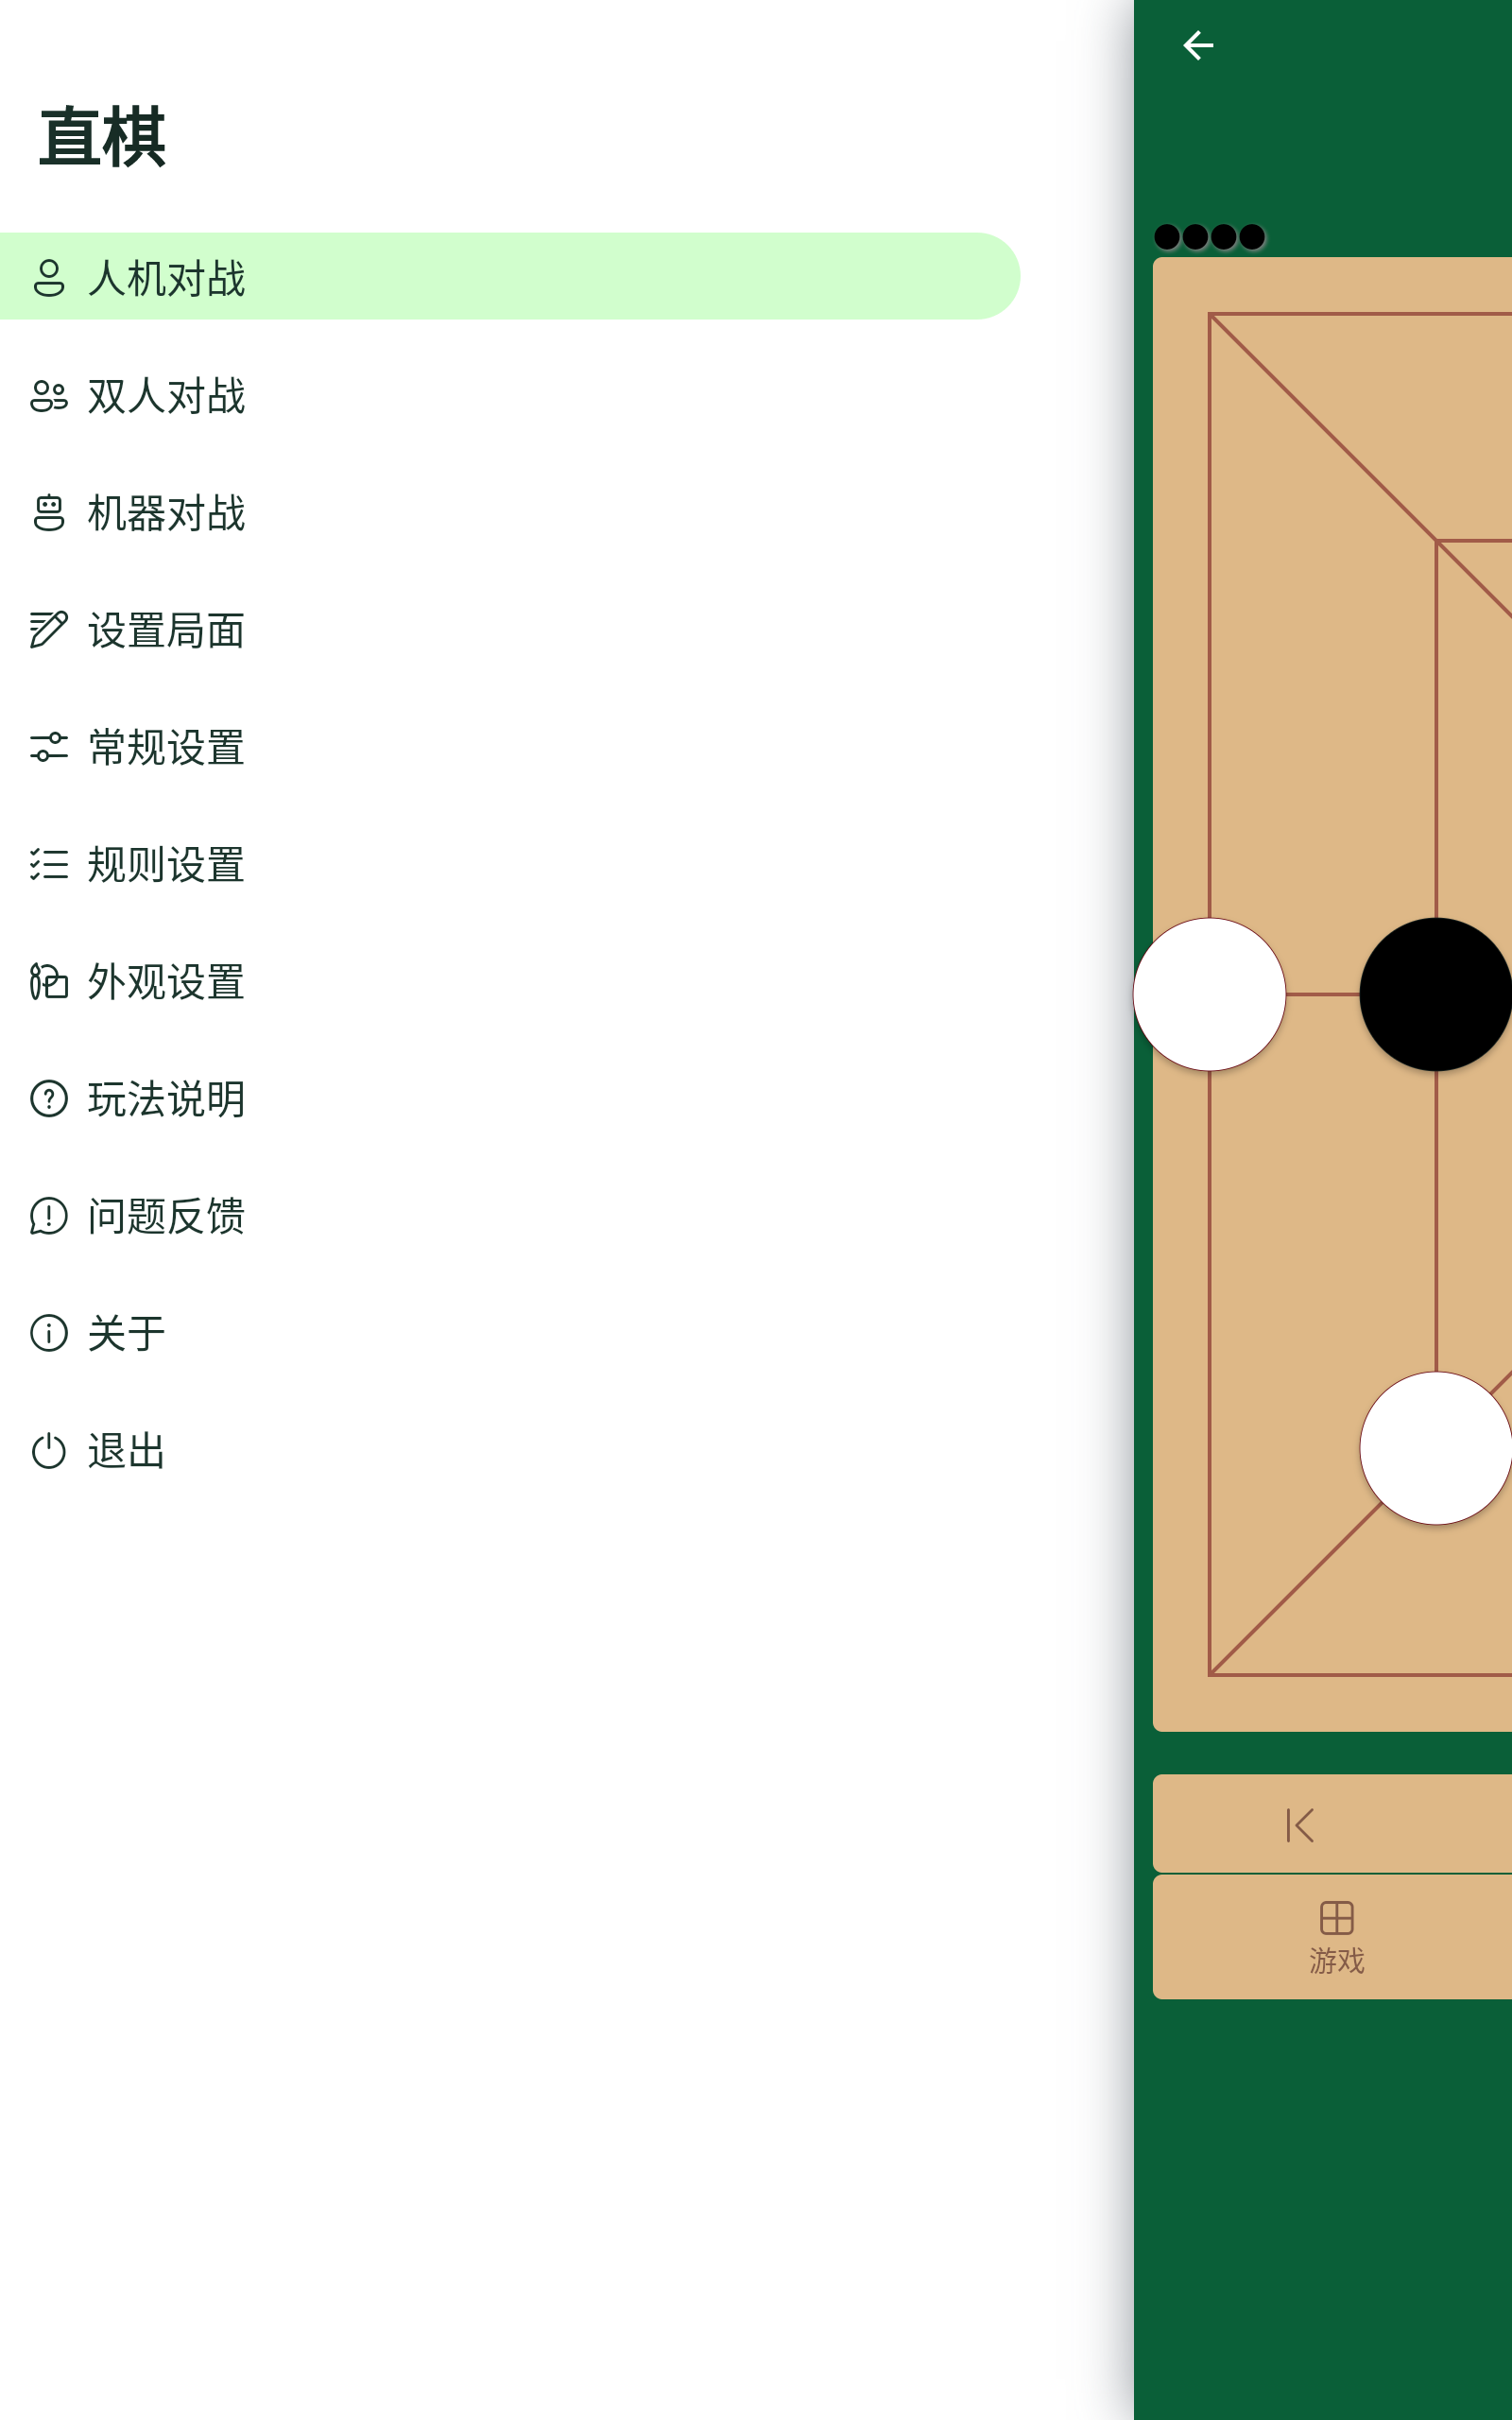 直棋
人机对战
双人对战
机器对战
设置局面
常规设置
规则设置
外观设置
玩法说明
问题反馈
关于
退出
游戏